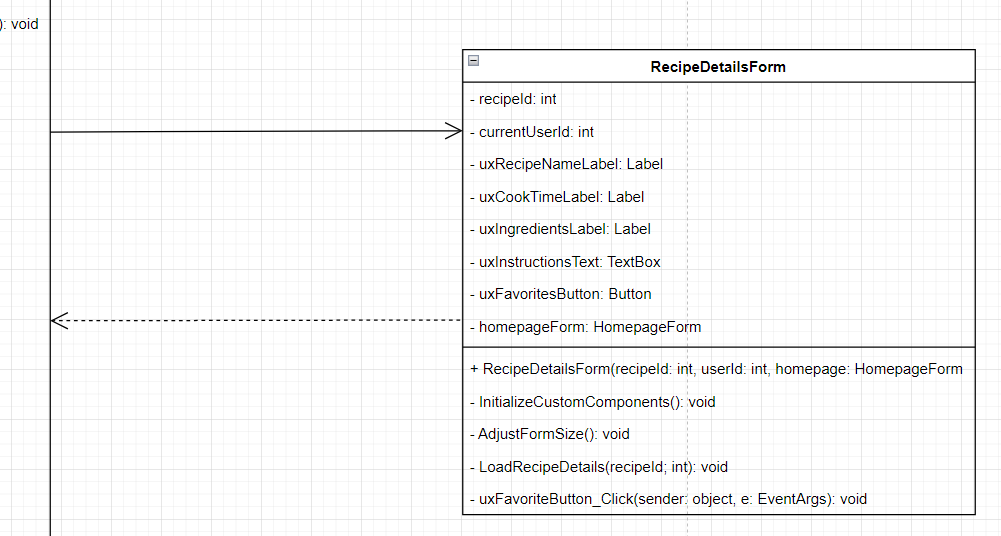 ): void
RecipeDetailsForm
- recipeId: int
- currentUserId: int
- uxRecipeNameLabel: Label
- uxCookTimeLabel: Label
- uxIngredientsLabel: Label
- uxInstructionsText: TextBox
- uxFavoritesButton: Button
- homepageForm: HomepageForm
+ RecipeDetailsForm(recipeId: int, userId: int, homepage: HomepageForm
- InitializeCustomComponents(): void
- AdjustFormSize(): void
- LoadRecipeDetails(recipeId; int): void
- uxFavoriteButton_Click(sender: object, e: EventArgs): void